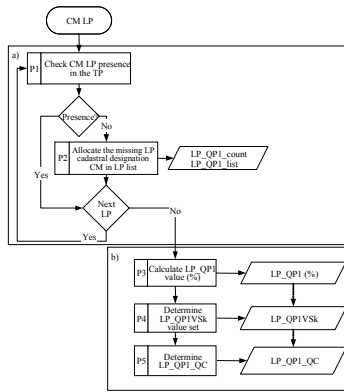 CM LP
a)
P1
Check CM LP presence
in the TP
Presence?
No
P2
Allocate the missing LP
cadastral designation
CM in LP list
LP_QP1_count
LP_QP1_list
Yes
Next
LP
No
Yes
b)
P3
Calculate LP_QP1
value (%)
LP_QP1 (%)
P4
Determine
LP_QP1VSk
value set
LP_QP1VSk
P5
Determine
LP_QP1_QC
LP_QP1_QC